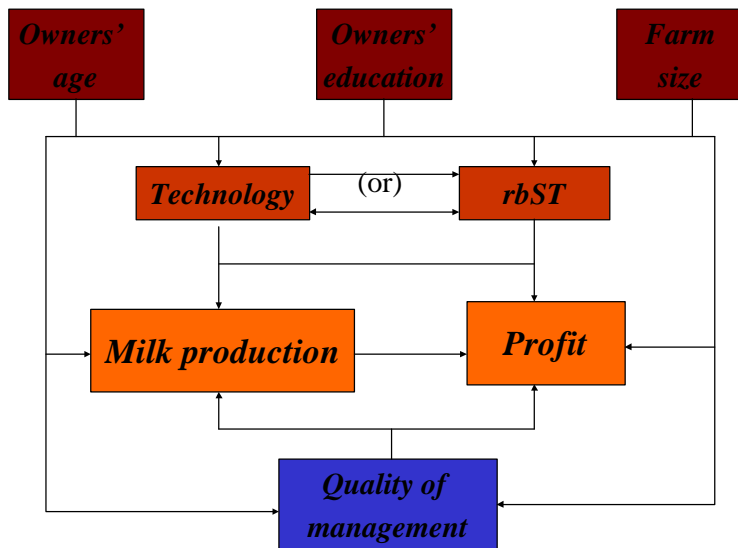 Owners’
age
Owners’
education
Farm
size
Technology
(or)
rbST
Milk production
Profit
Quality of
management